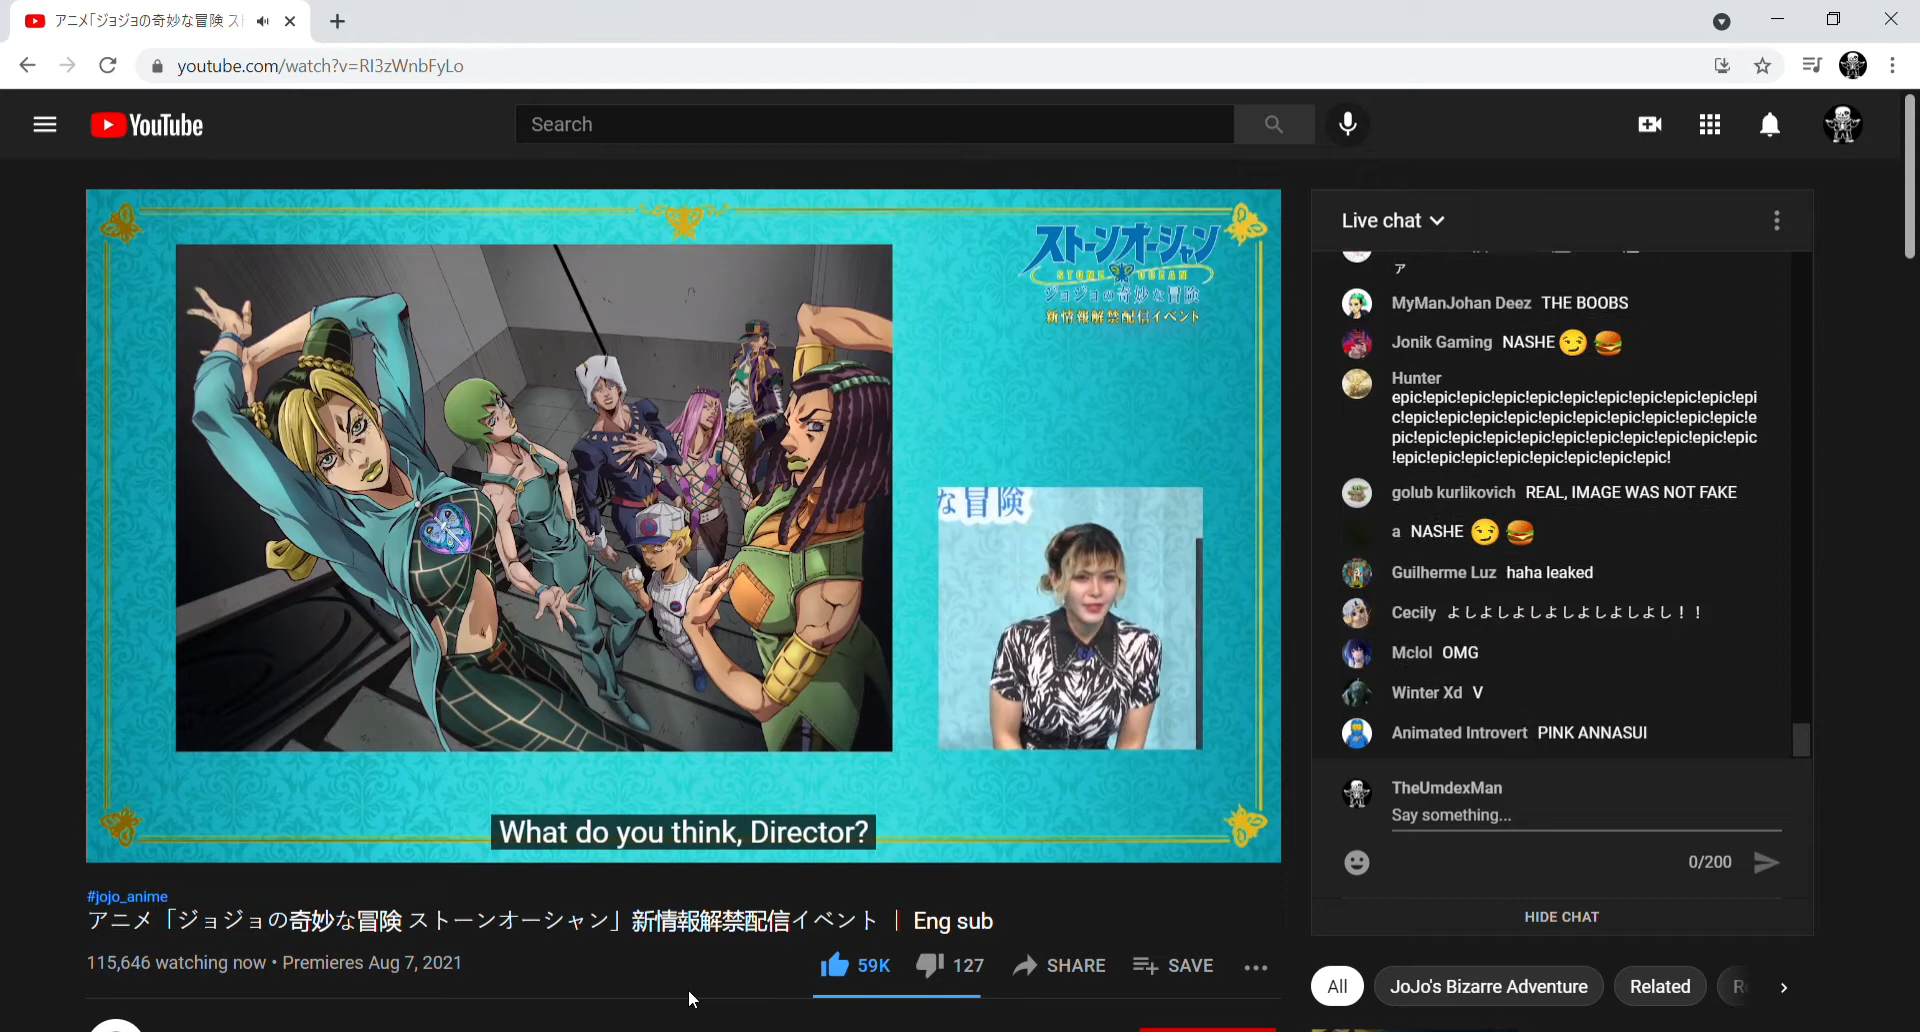 アニメ「ジョジョの奇妙な冒険 ス
youtube.com/watch?v=RI3zWnbFyLo
YouTube
Search
ストーンオーシャン
STONE OCEAN
ジョジョの奇妙な冒険
新情報解禁配信イベント
な冒険
What do you think, Director?
#jojo_anime
アニメ「ジョジョの奇妙な冒険 ストーンオーシャン」新情報解禁配信イベント ｜ Eng sub
115,646 watching now • Premieres Aug 7, 2021
59K
127
SHARE
SAVE
Live chat
ァ
MyManJohan Deez THE BOOBS
Jonik Gaming NASHE😏🍔
Hunter
epic!epic!epic!epic!epic!epic!epic!epic!epic!epic!epi
c!epic!epic!epic!epic!epic!epic!epic!epic!epic!epic!e
pic!epic!epic!epic!epic!epic!epic!epic!epic!epic!epic
!epic!epic!epic!epic!epic!epic!epic!epic!
golub kurlikovich REAL, IMAGE WAS NOT FAKE
a NASHE 😏🍔
Guilherme Luz haha leaked
Cecily よしよしよしよしよしよしよし！！
Mclol OMG
Winter Xd V
Animated Introvert PINK ANNASUI
TheUmdexMan
Say something...
0/200
HIDE CHAT
All
JoJo's Bizarre Adventure
Related